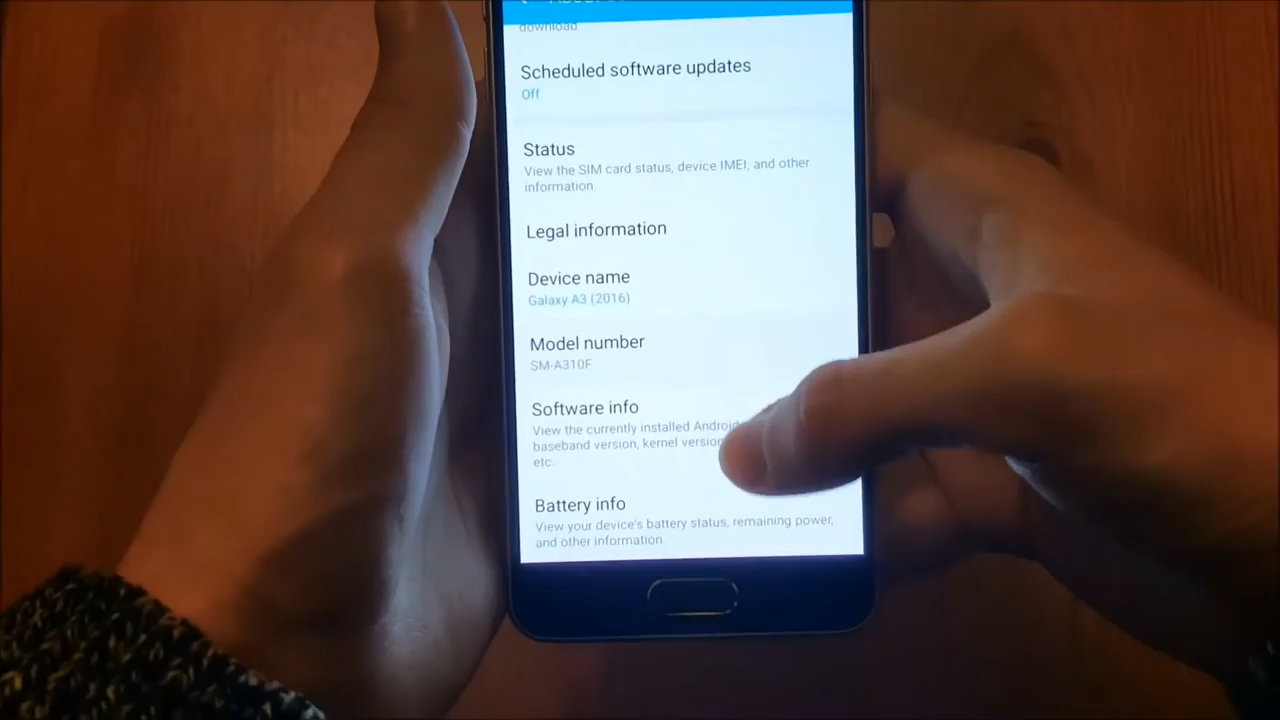 download
Scheduled software updates
Off
Status
View the SIM card status, device IMEI, and other
information.
Legal information
Device name
Galaxy A3 (2016)
Model number
SM-A310F
Software info
View the currently installed Android
baseband version, kernel version
etc.
Battery info
View your device's battery status, remaining power,
and other information.